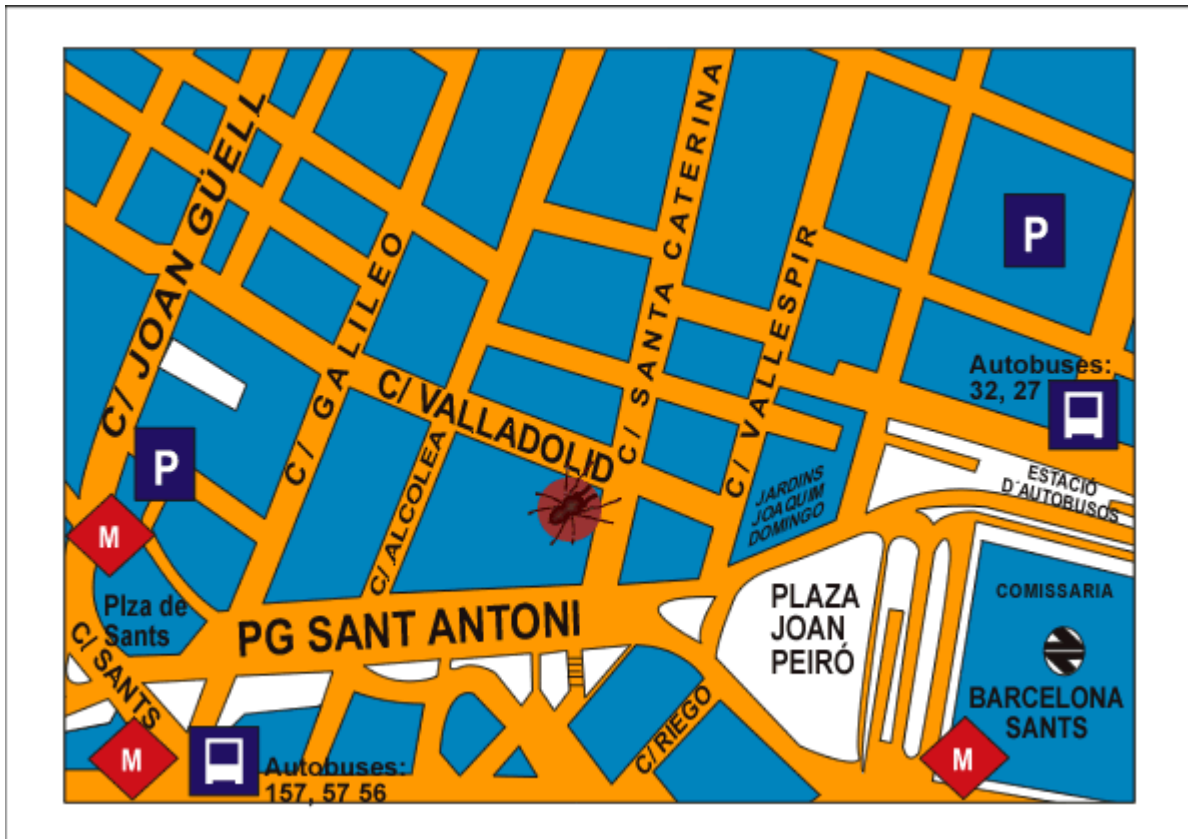 C/ JOAN GÜELL
C/ GALILEO
C/ VALLADOLID
C/ ALCOLEA
C/ SANTA CATERINA
C/ VALLESPIR
P
Autobuses:
32, 27
P
ESTACIÓ
D´AUTOBUSOS
JARDINS
JOAQUIM
DOMINGO
M
Plza de
Sants
C/ SANTS
PG SANT ANTONI
PLAZA
JOAN
PEIRÓ
COMISSARIA
BARCELONA
SANTS
C/ RIEGO
M
Autobuses:
157, 57 56
M